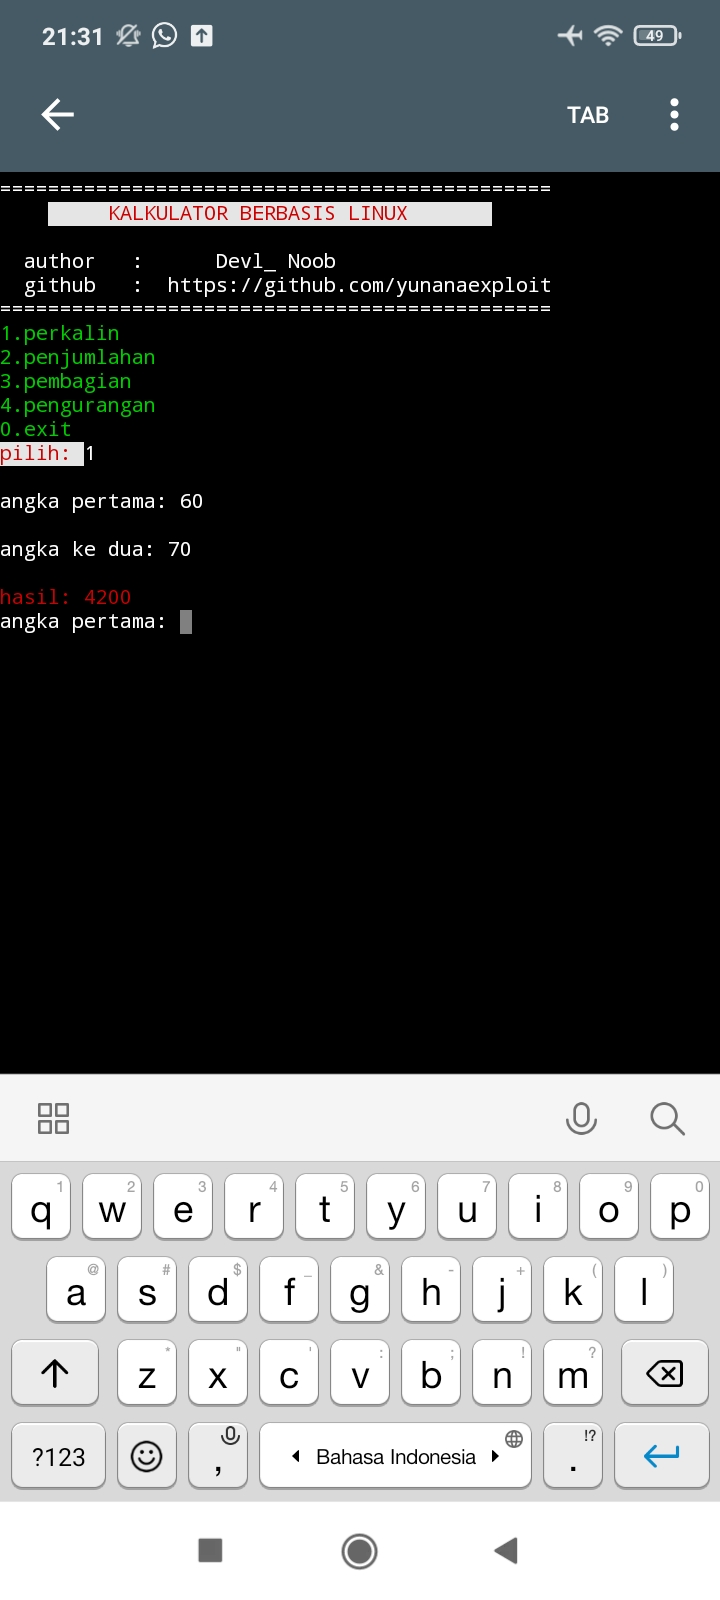 21:31
49
TAB
==============================================
KALKULATOR BERBASIS LINUX
author : Devl_ Noob
github : https://github.com/yunanaexploit
==============================================
1.perkalin
2.penjumlahan
3.pembagian
4.pengurangan
0.exit
pilih: 1
angka pertama: 60
angka ke dua: 70
hasil: 4200
angka pertama:
q 1 w 2 e 3 r 4 t 5 y 6 u 7 i 8 o 9 p 0
a @ s # d $ f _ g & h - j + k ( l )
z * x " c ' v : b ; n ! m ?
?123 , Bahasa Indonesia . !?